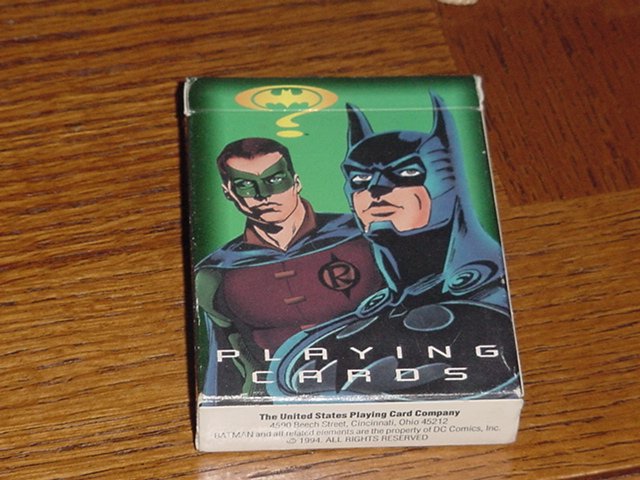 ?
R
PLAYING
CARDS
The United States Playing Card Company
4590 Beech Street, Cincinnati, Ohio 45212
BATMAN and all related elements are the property of DC Comics, Inc.
© 1994. ALL RIGHTS RESERVED